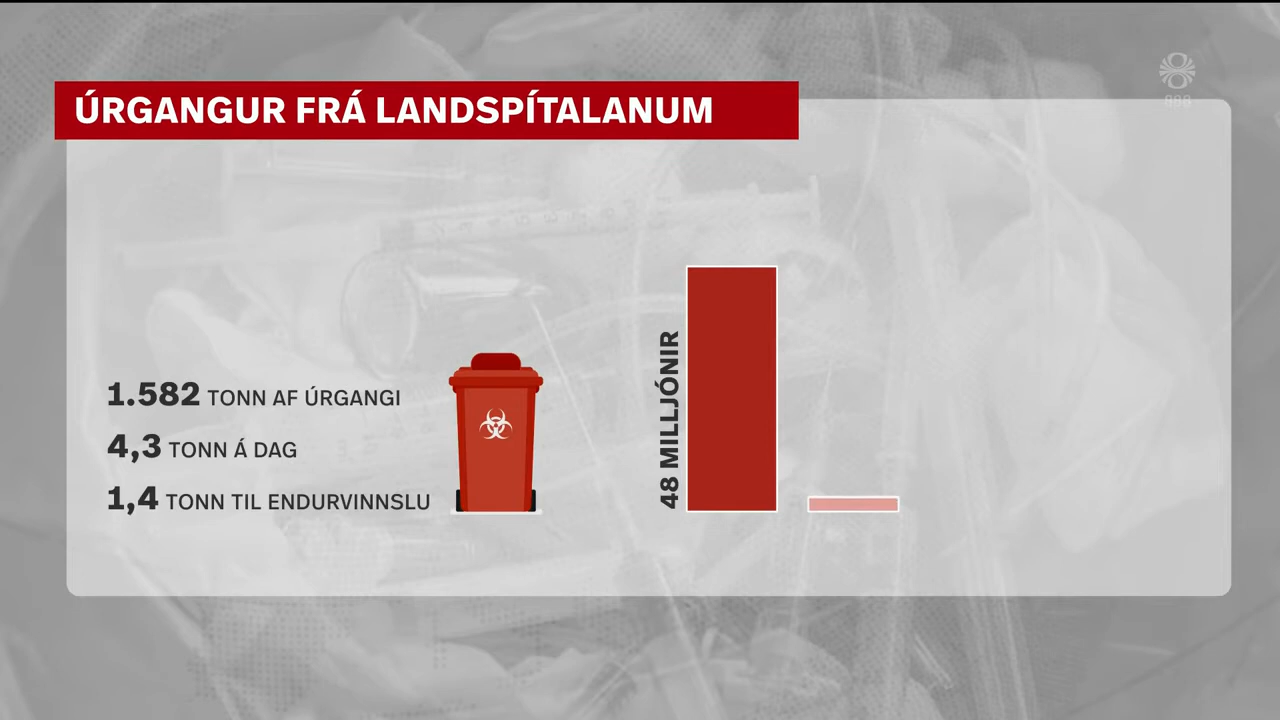 ÚRGANGUR FRÁ LANDSPÍTALANUM
1.582 TONN AF ÚRGANGI
4,3 TONN Á DAG
1,4 TONN TIL ENDURVINNSLU
48 MILLJÓNIR